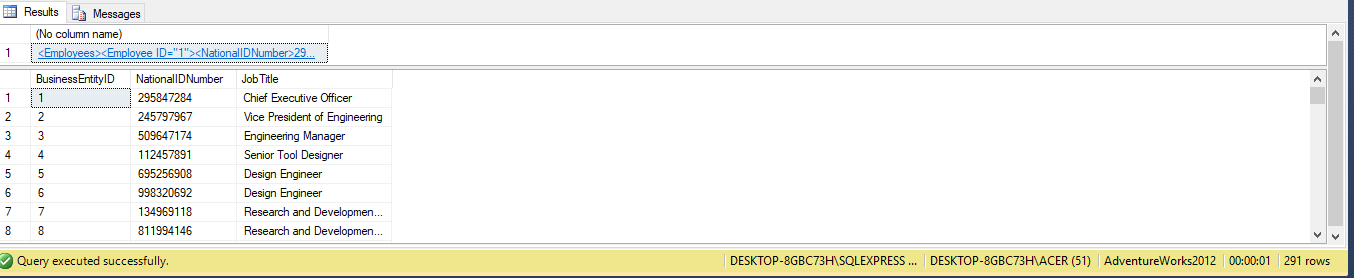 Results Messages
(No column name)
1 <Employees><Employee ID="1"><NationalIDNumber>29...
BusinessEntityID NationalIDNumber JobTitle
1 1 295847284 Chief Executive Officer
2 2 245797967 Vice President of Engineering
3 3 509647174 Engineering Manager
4 4 112457891 Senior Tool Designer
5 5 695256908 Design Engineer
6 6 998320692 Design Engineer
7 7 134969118 Research and Developmen...
8 8 811994146 Research and Developmen...
Query executed successfully. DESKTOP-8GBC73H\SQLEXPRESS ... DESKTOP-8GBC73H\ACER (51) AdventureWorks2012 00:00:01 291 rows